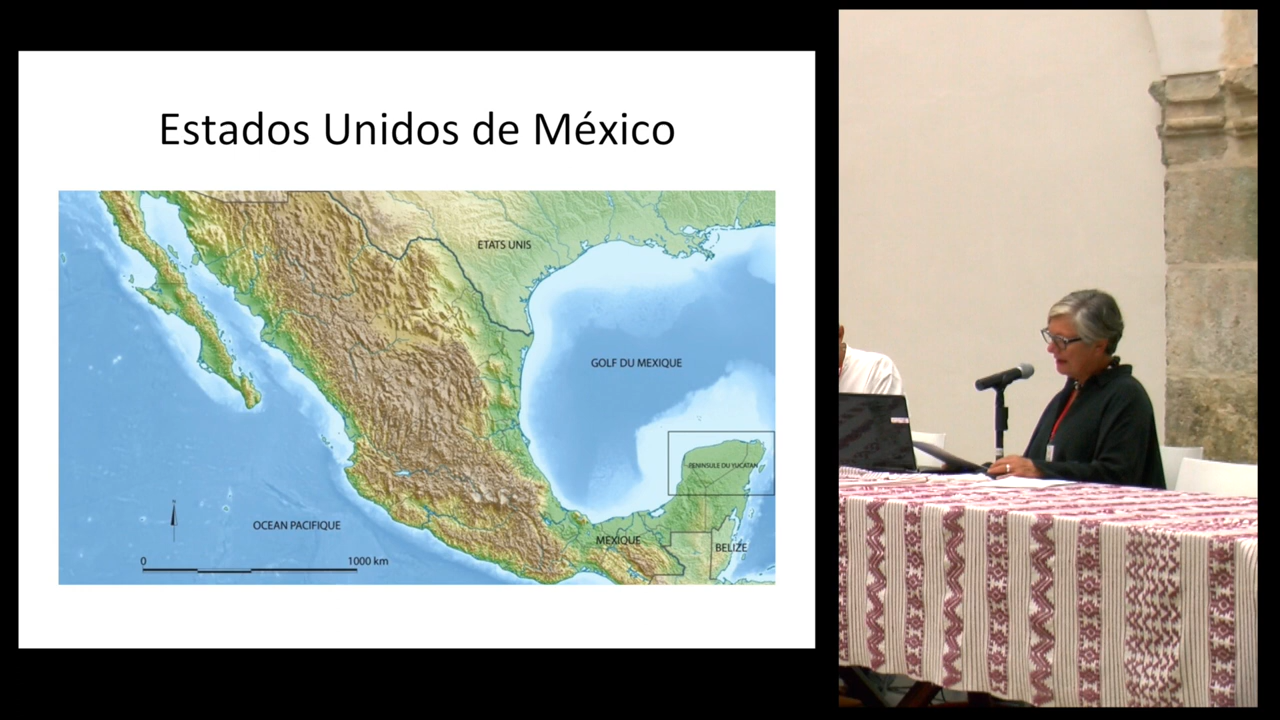 Estados Unidos de México
ETATS UNIS
GOLF DU MEXIQUE
PENINSULE DU YUCATAN
OCEAN PACIFIQUE
MEXIQUE
BELIZE
0 1000 km